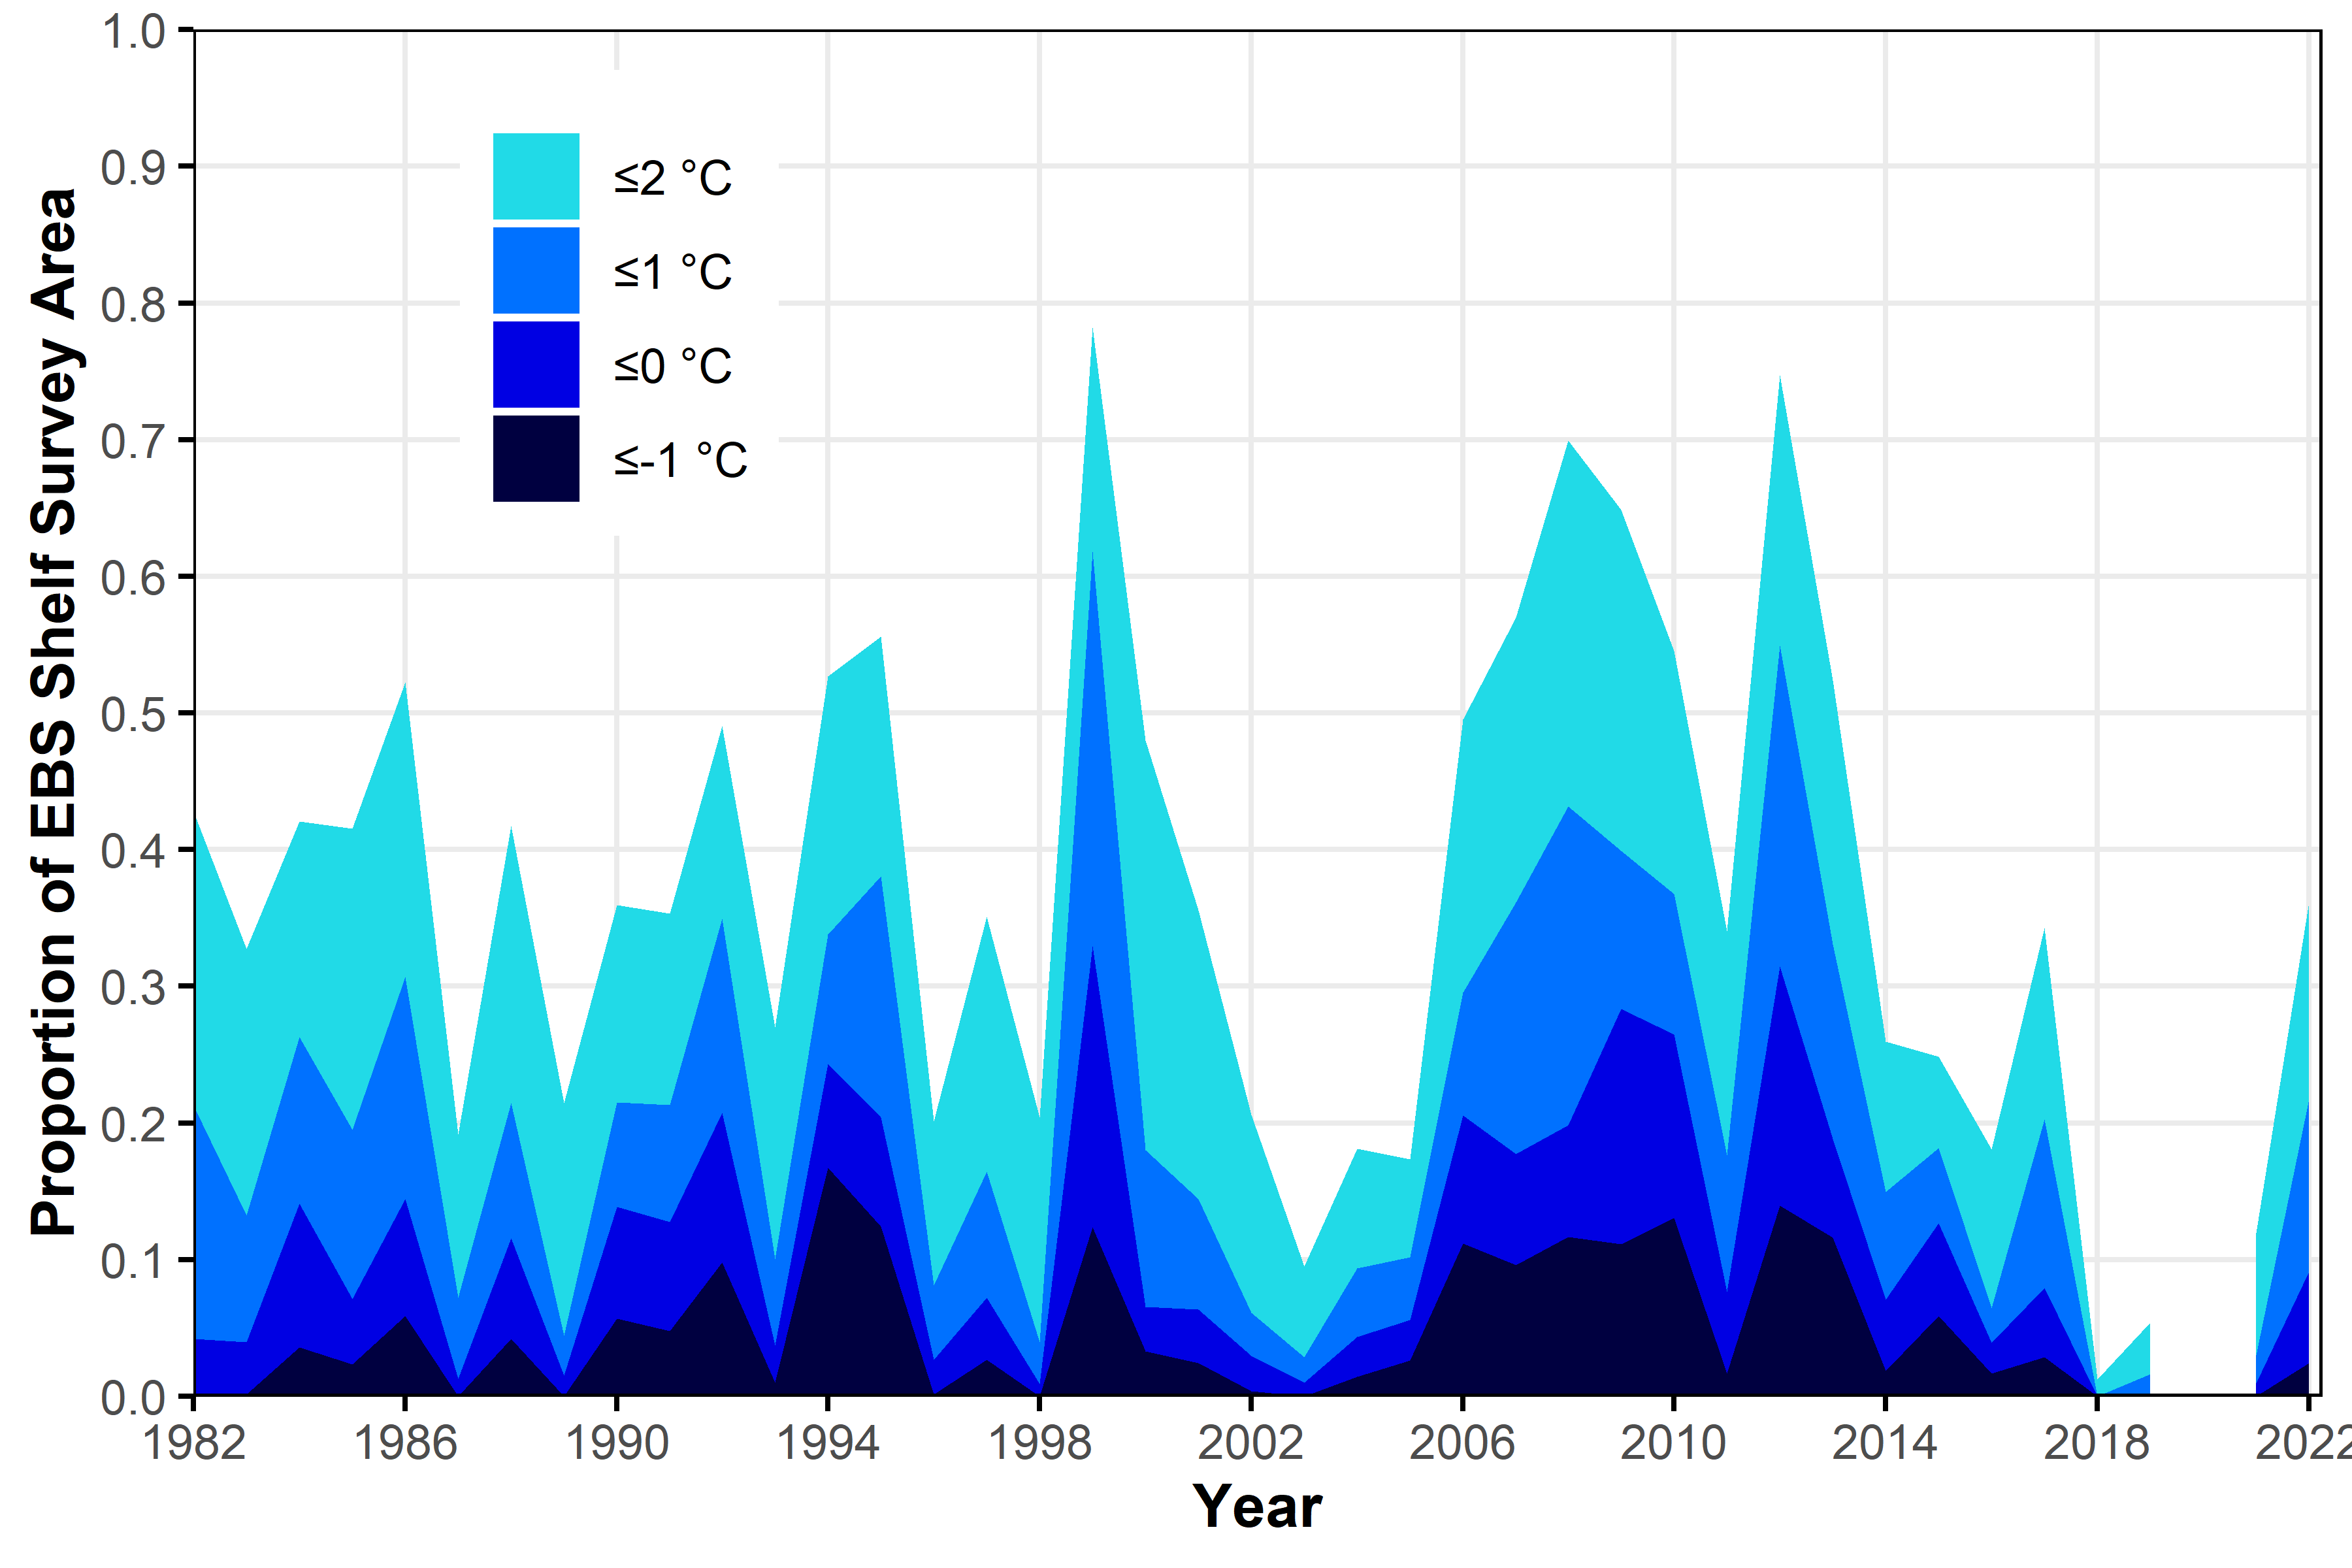 Proportion of EBS Shelf Survey Area
1.0
0.9
0.8
0.7
0.6
0.5
0.4
0.3
0.2
0.1
0.0
≤2 °C
≤1 °C
≤0 °C
≤-1 °C
1982 1986 1990 1994 1998 2002 2006 2010 2014 2018 2022
Year